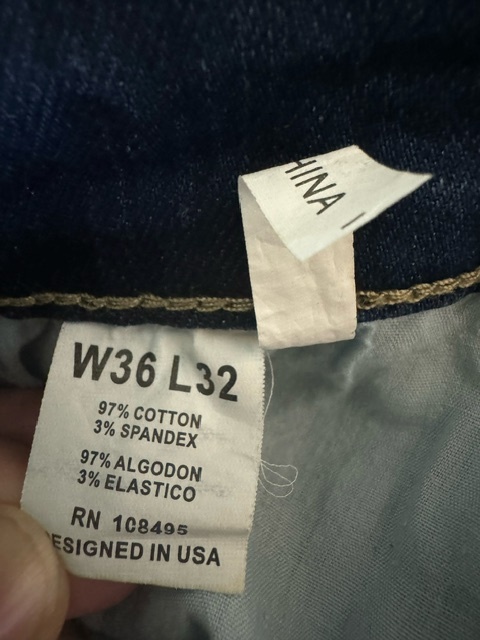 HINA
W36 L32
97% COTTON
3% SPANDEX
97% ALGODON
3% ELASTICO
RN 108495
ESIGNED IN USA